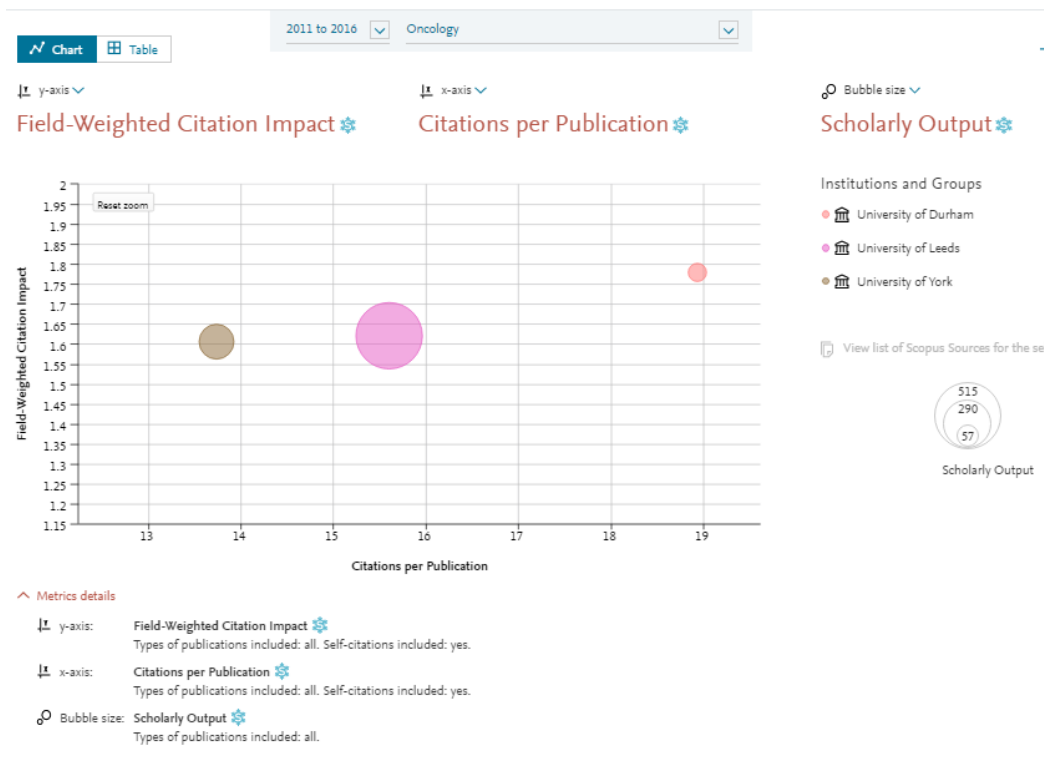 2011 to 2016 Oncology
Chart Table
y-axis x-axis Bubble size
Field-Weighted Citation Impact Citations per Publication Scholarly Output
Institutions and Groups
University of Durham
University of Leeds
University of York
View list of Scopus Sources for the se
515
290
57
Scholarly Output
Reset zoom
Field-Weighted Citation Impact
2
1.95
1.9
1.85
1.8
1.75
1.7
1.65
1.6
1.55
1.5
1.45
1.4
1.35
1.3
1.25
1.2
1.15
13 14 15 16 17 18 19
Citations per Publication
Metrics details
y-axis: Field-Weighted Citation Impact
Types of publications included: all. Self-citations included: yes.
x-axis: Citations per Publication
Types of publications included: all. Self-citations included: yes.
Bubble size: Scholarly Output
Types of publications included: all.